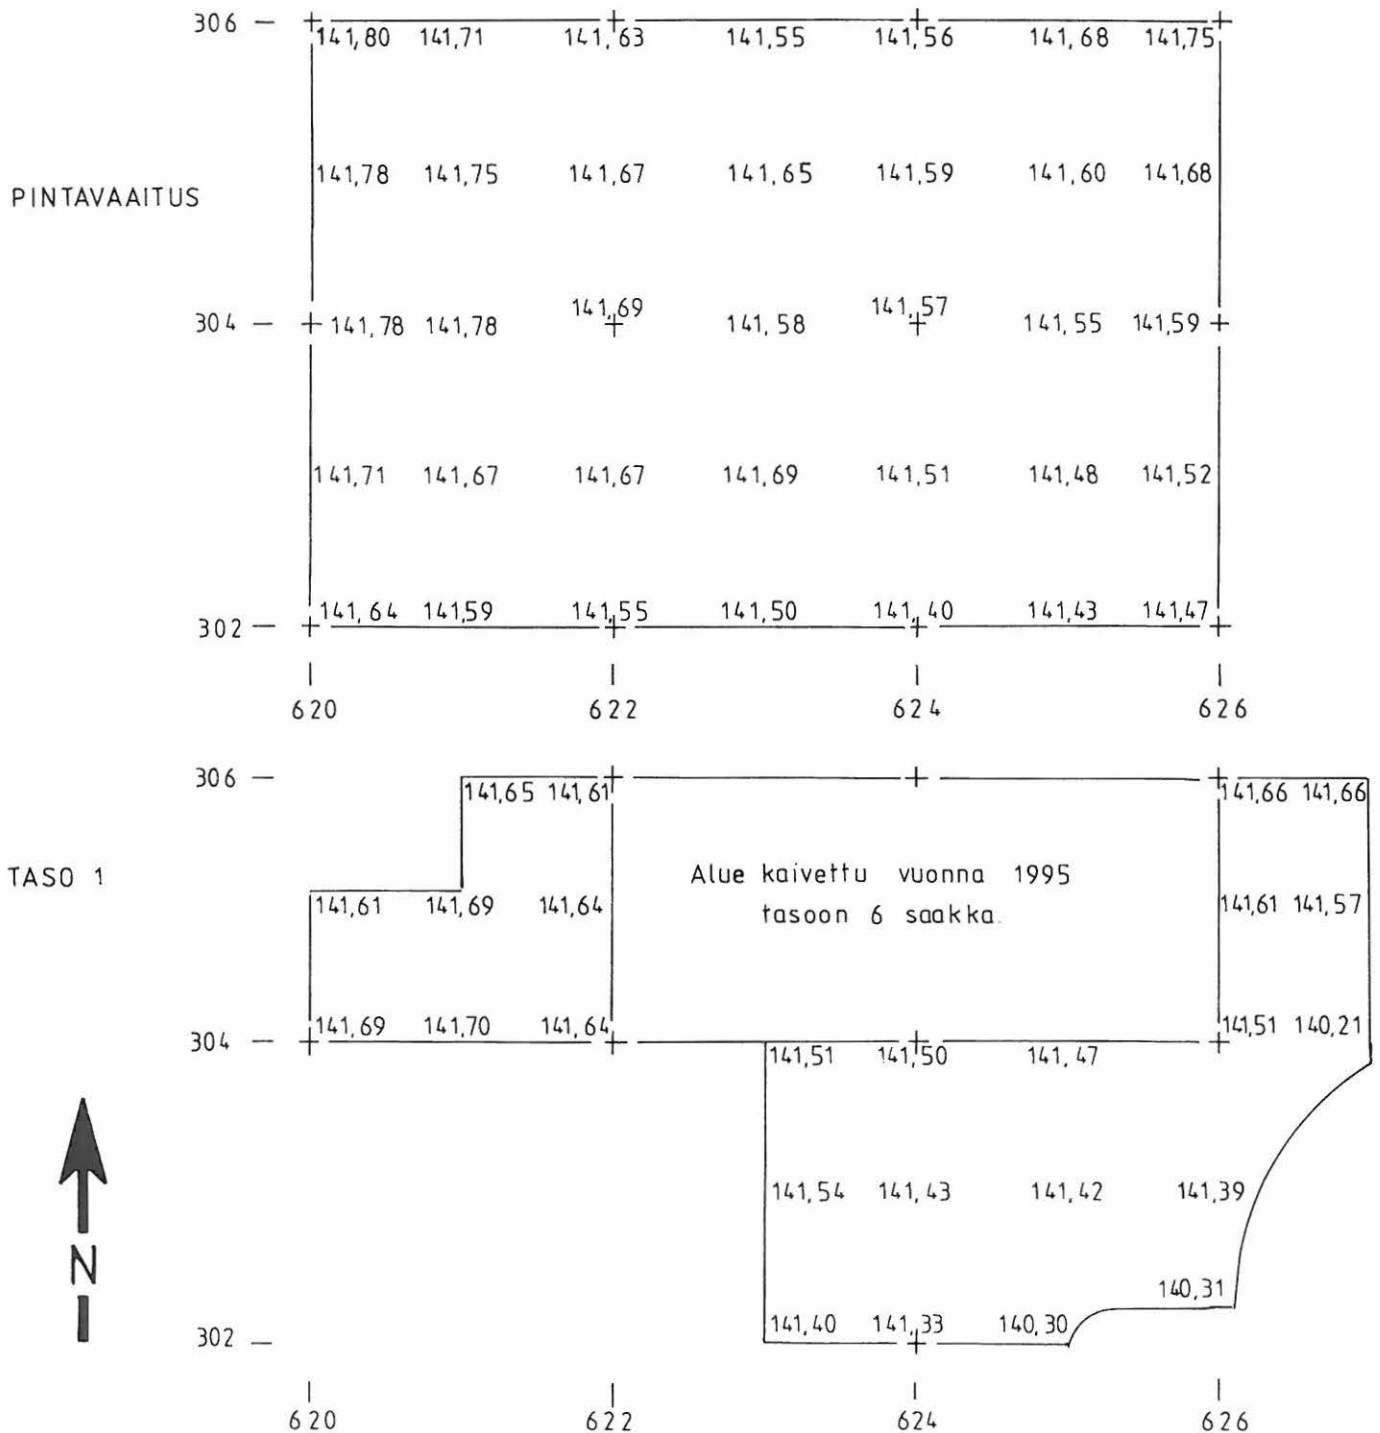 306 141,80 141,71 141,63 141,55 141,56 141,68 141,75
141,78 141,75 141,67 141,65 141,59 141,60 141,68
PINTAVAAITUS
304 141,78 141,78 141,69 141,58 141,57 141,55 141,59
141,71 141,67 141,67 141,69 141,51 141,48 141,52
302 141,64 141,59 141,55 141,50 141,40 141,43 141,47
620 622 624 626
306 141,65 141,61 141,66 141,66
TASO 1
Alue kaivettu vuonna 1995
tasoon 6 saakka.
141,61 141,69 141,64 141,61 141,57
304 141,69 141,70 141,64 141,51 140,21
141,51 141,50 141,47
141,54 141,43 141,42 141,39
N
140,31
302 141,40 141,33 140,30
620 622 624 626